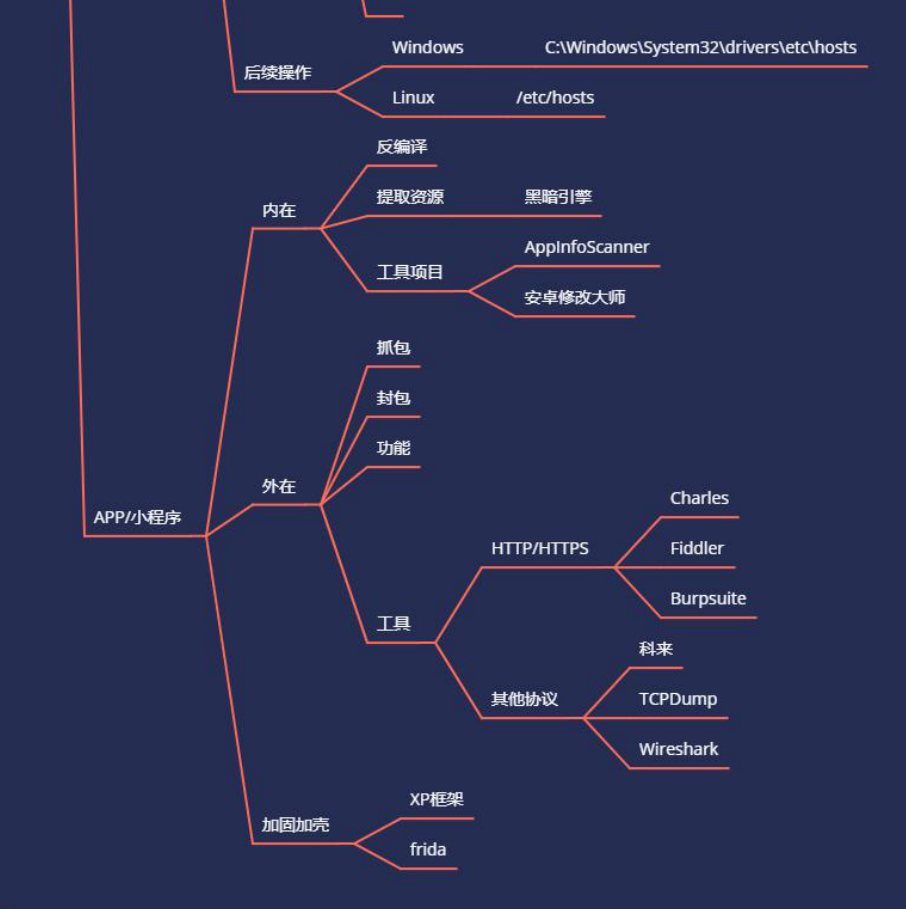 Windows C:\Windows\System32\drivers\etc\hosts
后续操作
Linux /etc/hosts
反编译
提取资源 黑暗引擎
内在
AppInfoScanner
工具项目
安卓修改大师
抓包
封包
功能
外在
Charles
APP/小程序
HTTP/HTTPS Fiddler
Burpsuite
工具
科来
其他协议 TCPDump
Wireshark
XP框架
加固加壳
frida